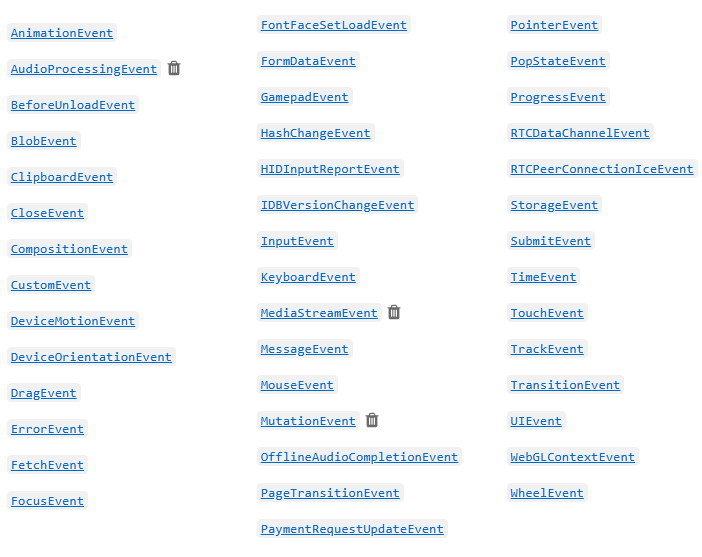 AnimationEvent
AudioProcessingEvent
BeforeUnloadEvent
BlobEvent
ClipboardEvent
CloseEvent
CompositionEvent
CustomEvent
DeviceMotionEvent
DeviceOrientationEvent
DragEvent
ErrorEvent
FetchEvent
FocusEvent
FontFaceSetLoadEvent
FormDataEvent
GamepadEvent
HashChangeEvent
HIDInputReportEvent
IDBVersionChangeEvent
InputEvent
KeyboardEvent
MediaStreamEvent
MessageEvent
MouseEvent
MutationEvent
OfflineAudioCompletionEvent
PageTransitionEvent
PaymentRequestUpdateEvent
PointerEvent
PopStateEvent
ProgressEvent
RTCDataChannelEvent
RTCPeerConnectionIceEvent
StorageEvent
SubmitEvent
TimeEvent
TouchEvent
TrackEvent
TransitionEvent
UIEvent
WebGLContextEvent
WheelEvent